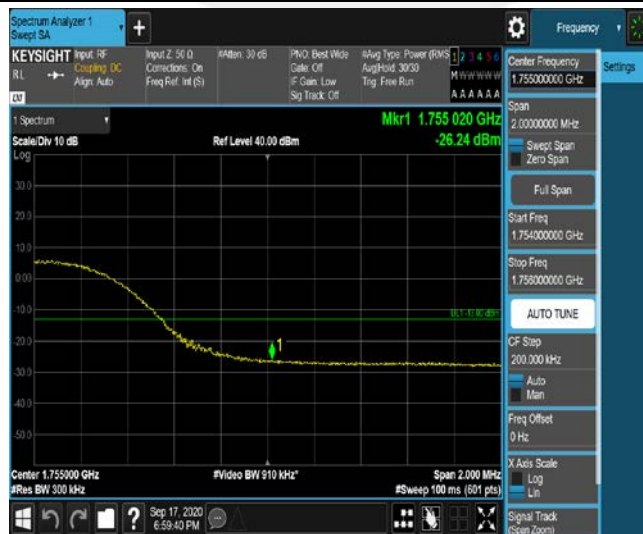 Spectrum Analyzer 1
Swept SA
+
Frequency
KEYSIGHT
RL
Input: RF
Coupling: DC
Align: Auto
Input Z: 50 Ω
Corrections: On
Freq Ref: Int (S)
#Atten: 30 dB
PNO: Best Wide
Gate: Off
IF Gain: Low
Sig Track: Off
#Avg Type: Power (RMS
Avg|Hold: 30/30
Trig: Free Run
1 2 3 4 5 6
M W W W W W
A A A A A A
LXI
1 Spectrum
Scale/Div 10 dB
Log
Ref Level 40.00 dBm
Mkr1 1.755 020 GHz
-26.24 dBm
30.0
20.0
10.0
0.00
-10.0
-20.0
-30.0
-40.0
-50.0
DL1 -13.00 dBm
1
Center 1.755000 GHz
#Res BW 300 kHz
#Video BW 910 kHz*
Span 2.000 MHz
#Sweep 100 ms (601 pts)
Center Frequency
1.755000000 GHz
Span
2.00000000 MHz
Swept Span
Zero Span
Full Span
Start Freq
1.754000000 GHz
Stop Freq
1.756000000 GHz
AUTO TUNE
CF Step
200.000 kHz
Auto
Man
Freq Offset
0 Hz
X Axis Scale
Log
Lin
Signal Track
(Span Zoom)
Settings
?
Sep 17, 2020
6:59:40 PM